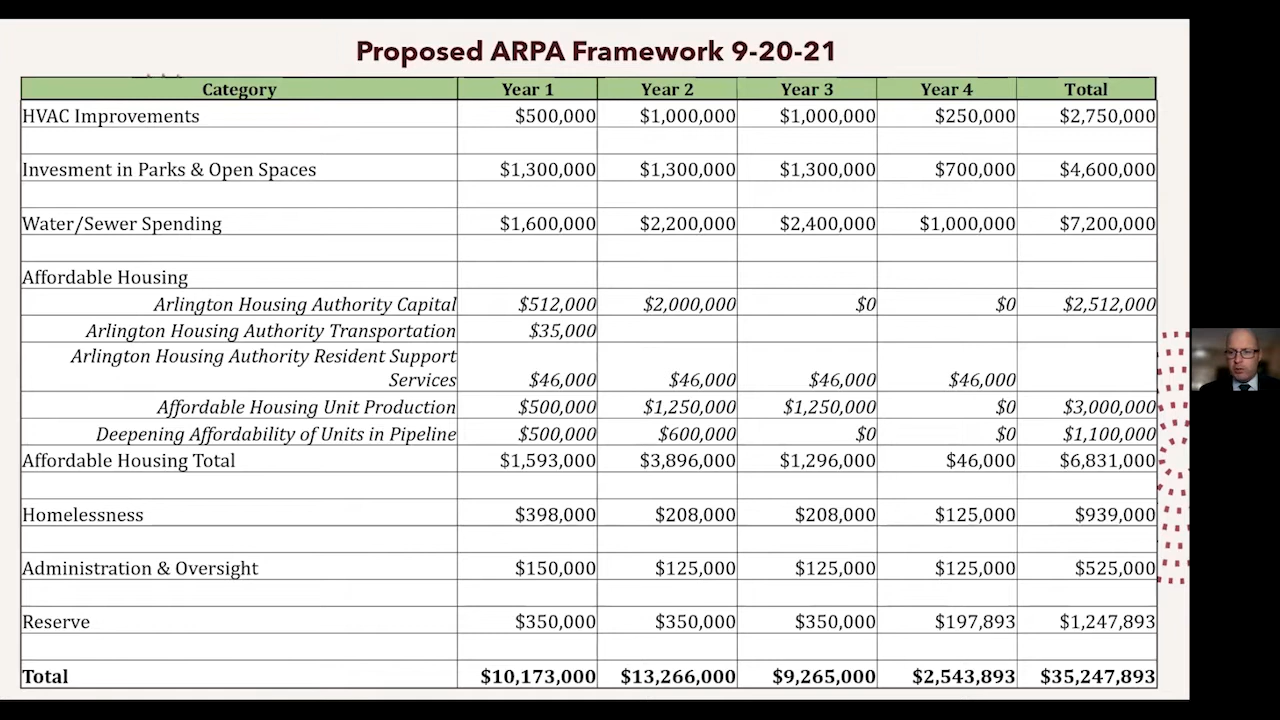 Proposed ARPA Framework 9-20-21
Category Year 1 Year 2 Year 3 Year 4 Total
HVAC Improvements $500,000 $1,000,000 $1,000,000 $250,000 $2,750,000
Invesment in Parks & Open Spaces $1,300,000 $1,300,000 $1,300,000 $700,000 $4,600,000
Water/Sewer Spending $1,600,000 $2,200,000 $2,400,000 $1,000,000 $7,200,000
Affordable Housing
Arlington Housing Authority Capital $512,000 $2,000,000 $0 $0 $2,512,000
Arlington Housing Authority Transportation $35,000
Arlington Housing Authority Resident Support
Services $46,000 $46,000 $46,000 $46,000
Affordable Housing Unit Production $500,000 $1,250,000 $1,250,000 $0 $3,000,000
Deepening Affordability of Units in Pipeline $500,000 $600,000 $0 $0 $1,100,000
Affordable Housing Total $1,593,000 $3,896,000 $1,296,000 $46,000 $6,831,000
Homelessness $398,000 $208,000 $208,000 $125,000 $939,000
Administration & Oversight $150,000 $125,000 $125,000 $125,000 $525,000
Reserve $350,000 $350,000 $350,000 $197,893 $1,247,893
Total $10,173,000 $13,266,000 $9,265,000 $2,543,893 $35,247,893